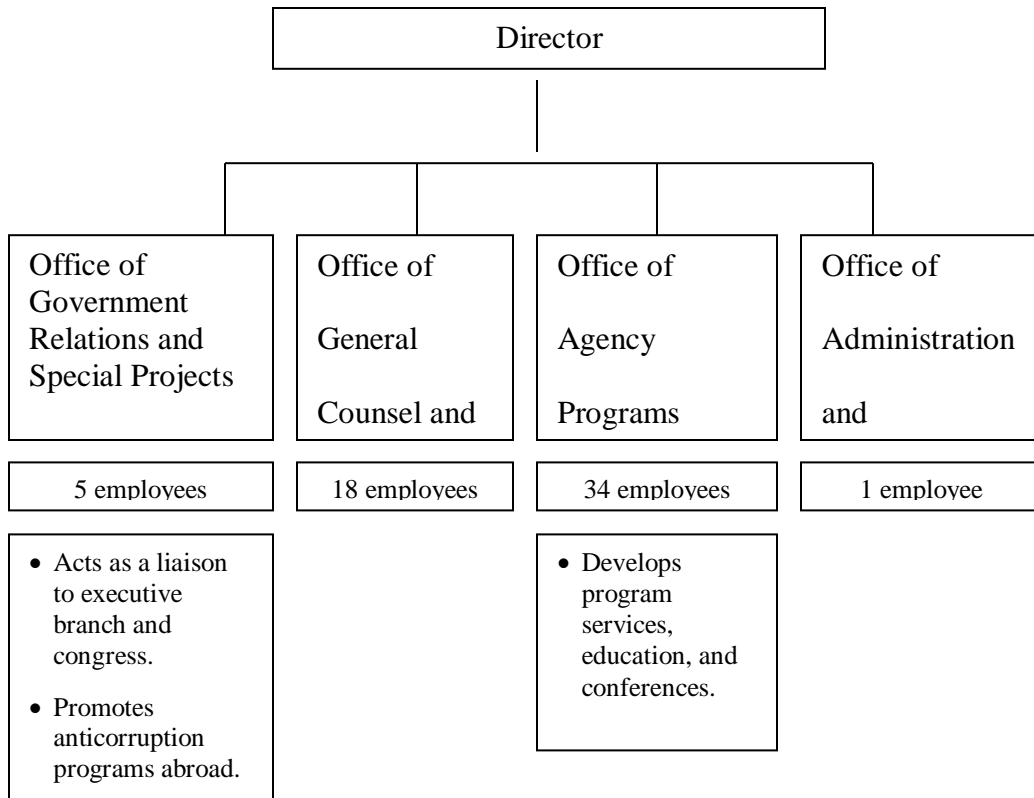 Director
Office of
Government
Relations and
Special Projects
Office of
General
Counsel and
Office of
Agency
Programs
Office of
Administration
and
5 employees
18 employees
34 employees
1 employee
• Acts as a liaison
to executive
branch and
congress.
• Promotes
anticorruption
programs abroad.
• Develops
program
services,
education, and
conferences.